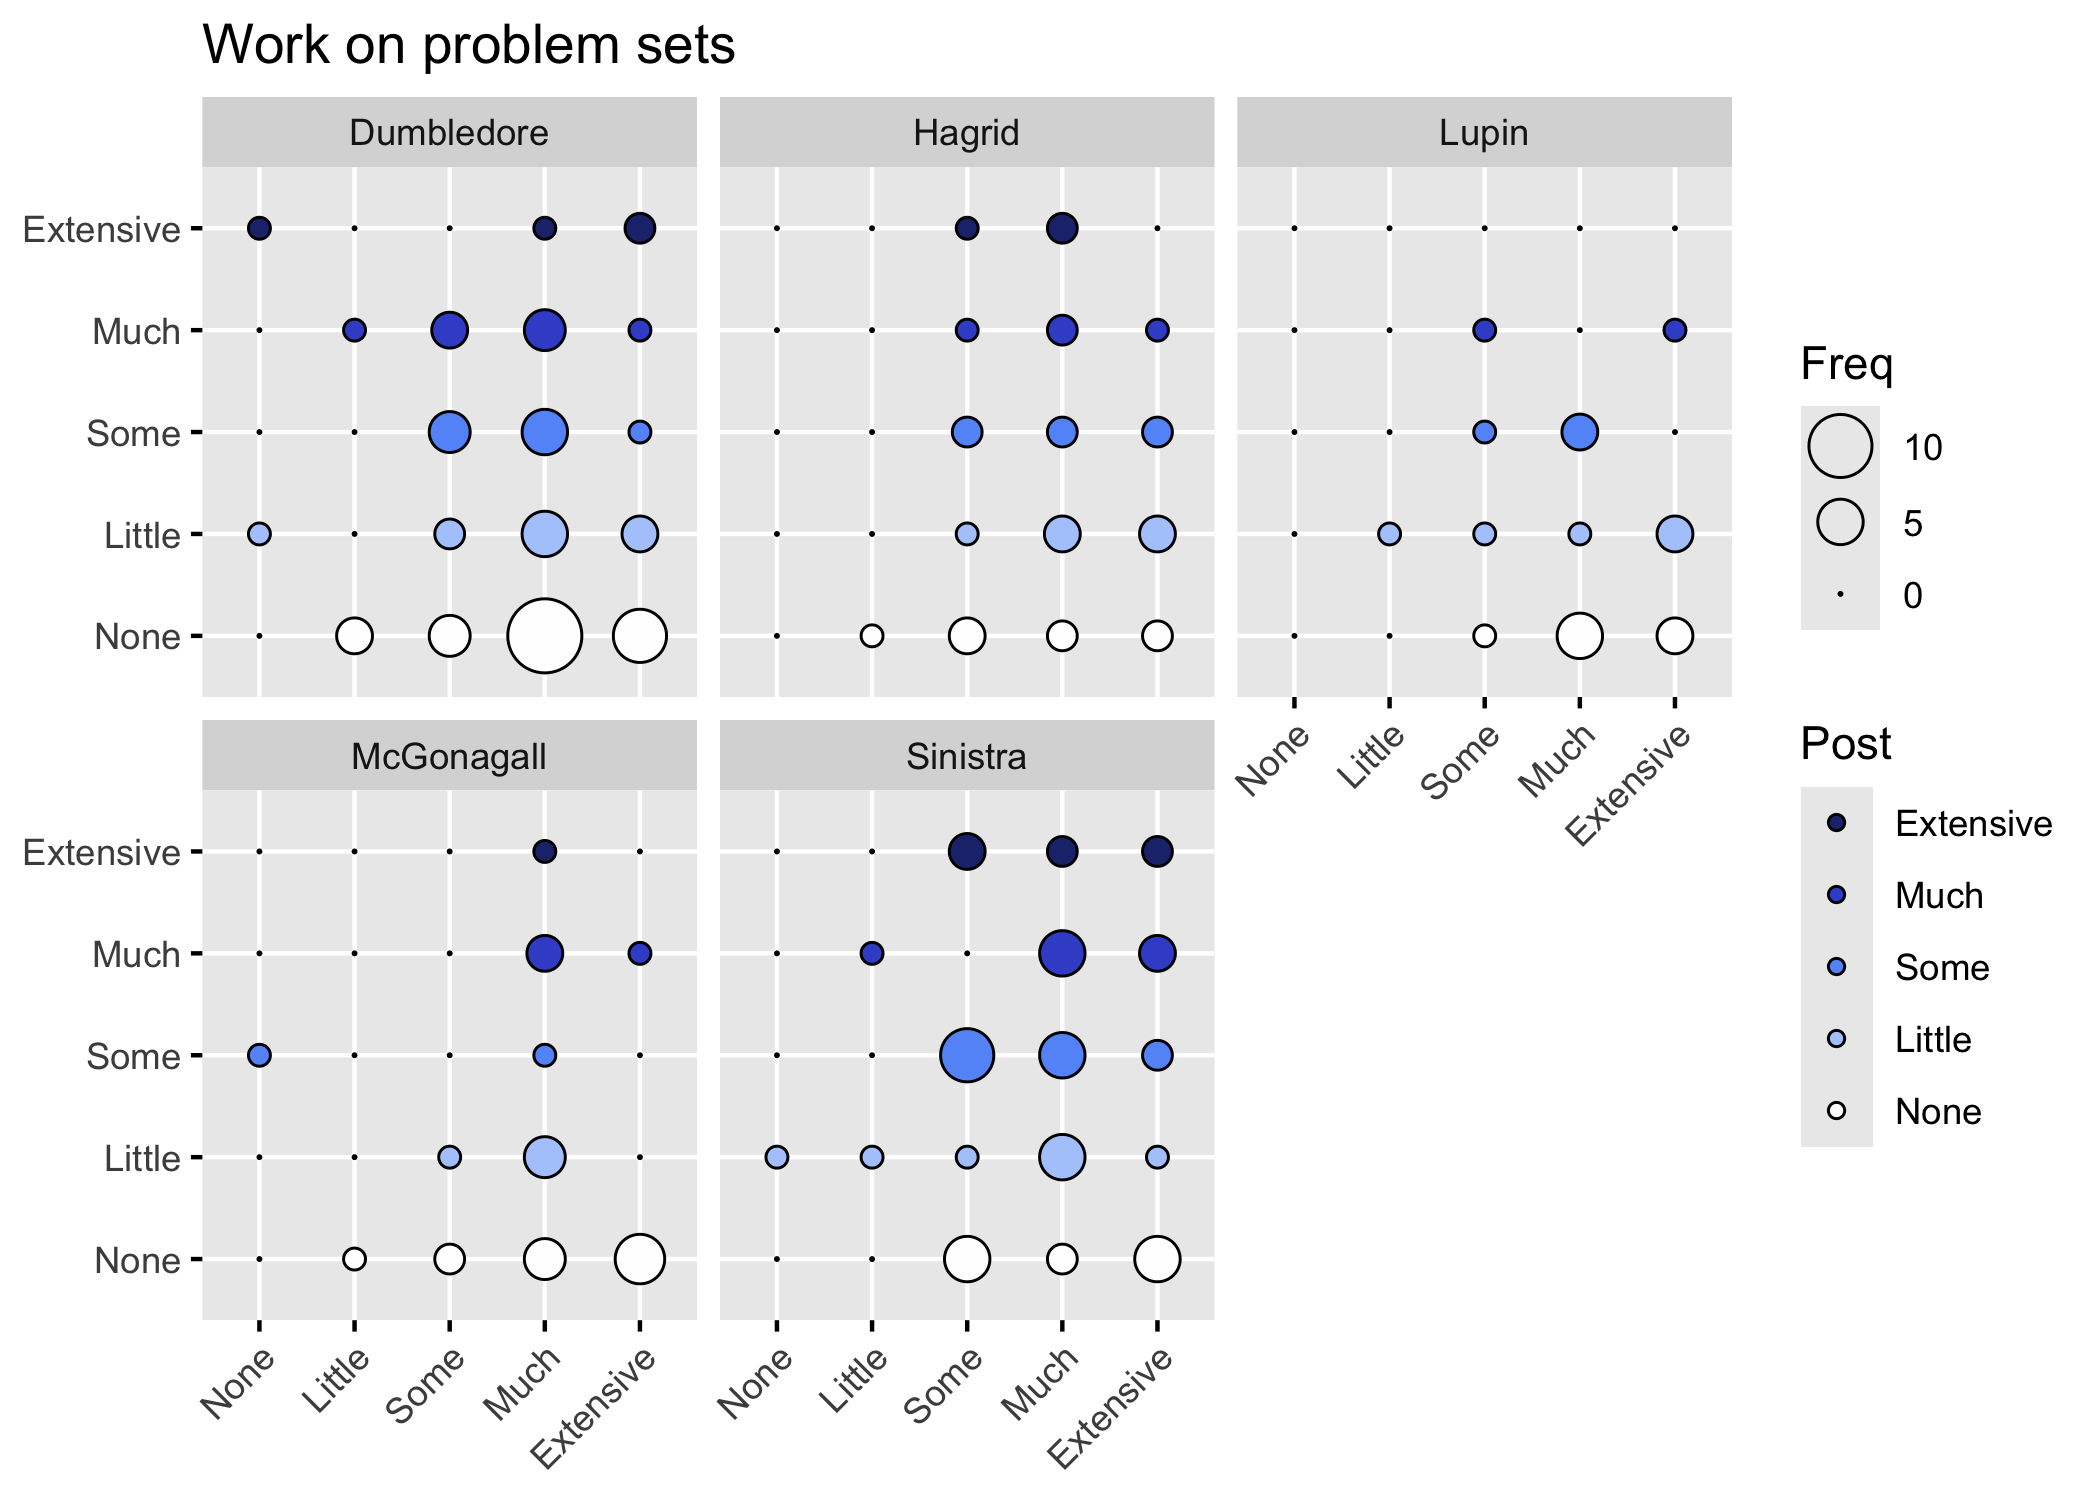 Work on problem sets
Dumbledore
Hagrid
Lupin
Extensive
Much
Some
Little
None
None
Little
Some
Much
Extensive
McGonagall
Sinistra
Extensive
Much
Some
Little
None
None
Little
Some
Much
Extensive
None
Little
Some
Much
Extensive
Freq
10
5
0
Post
Extensive
Much
Some
Little
None